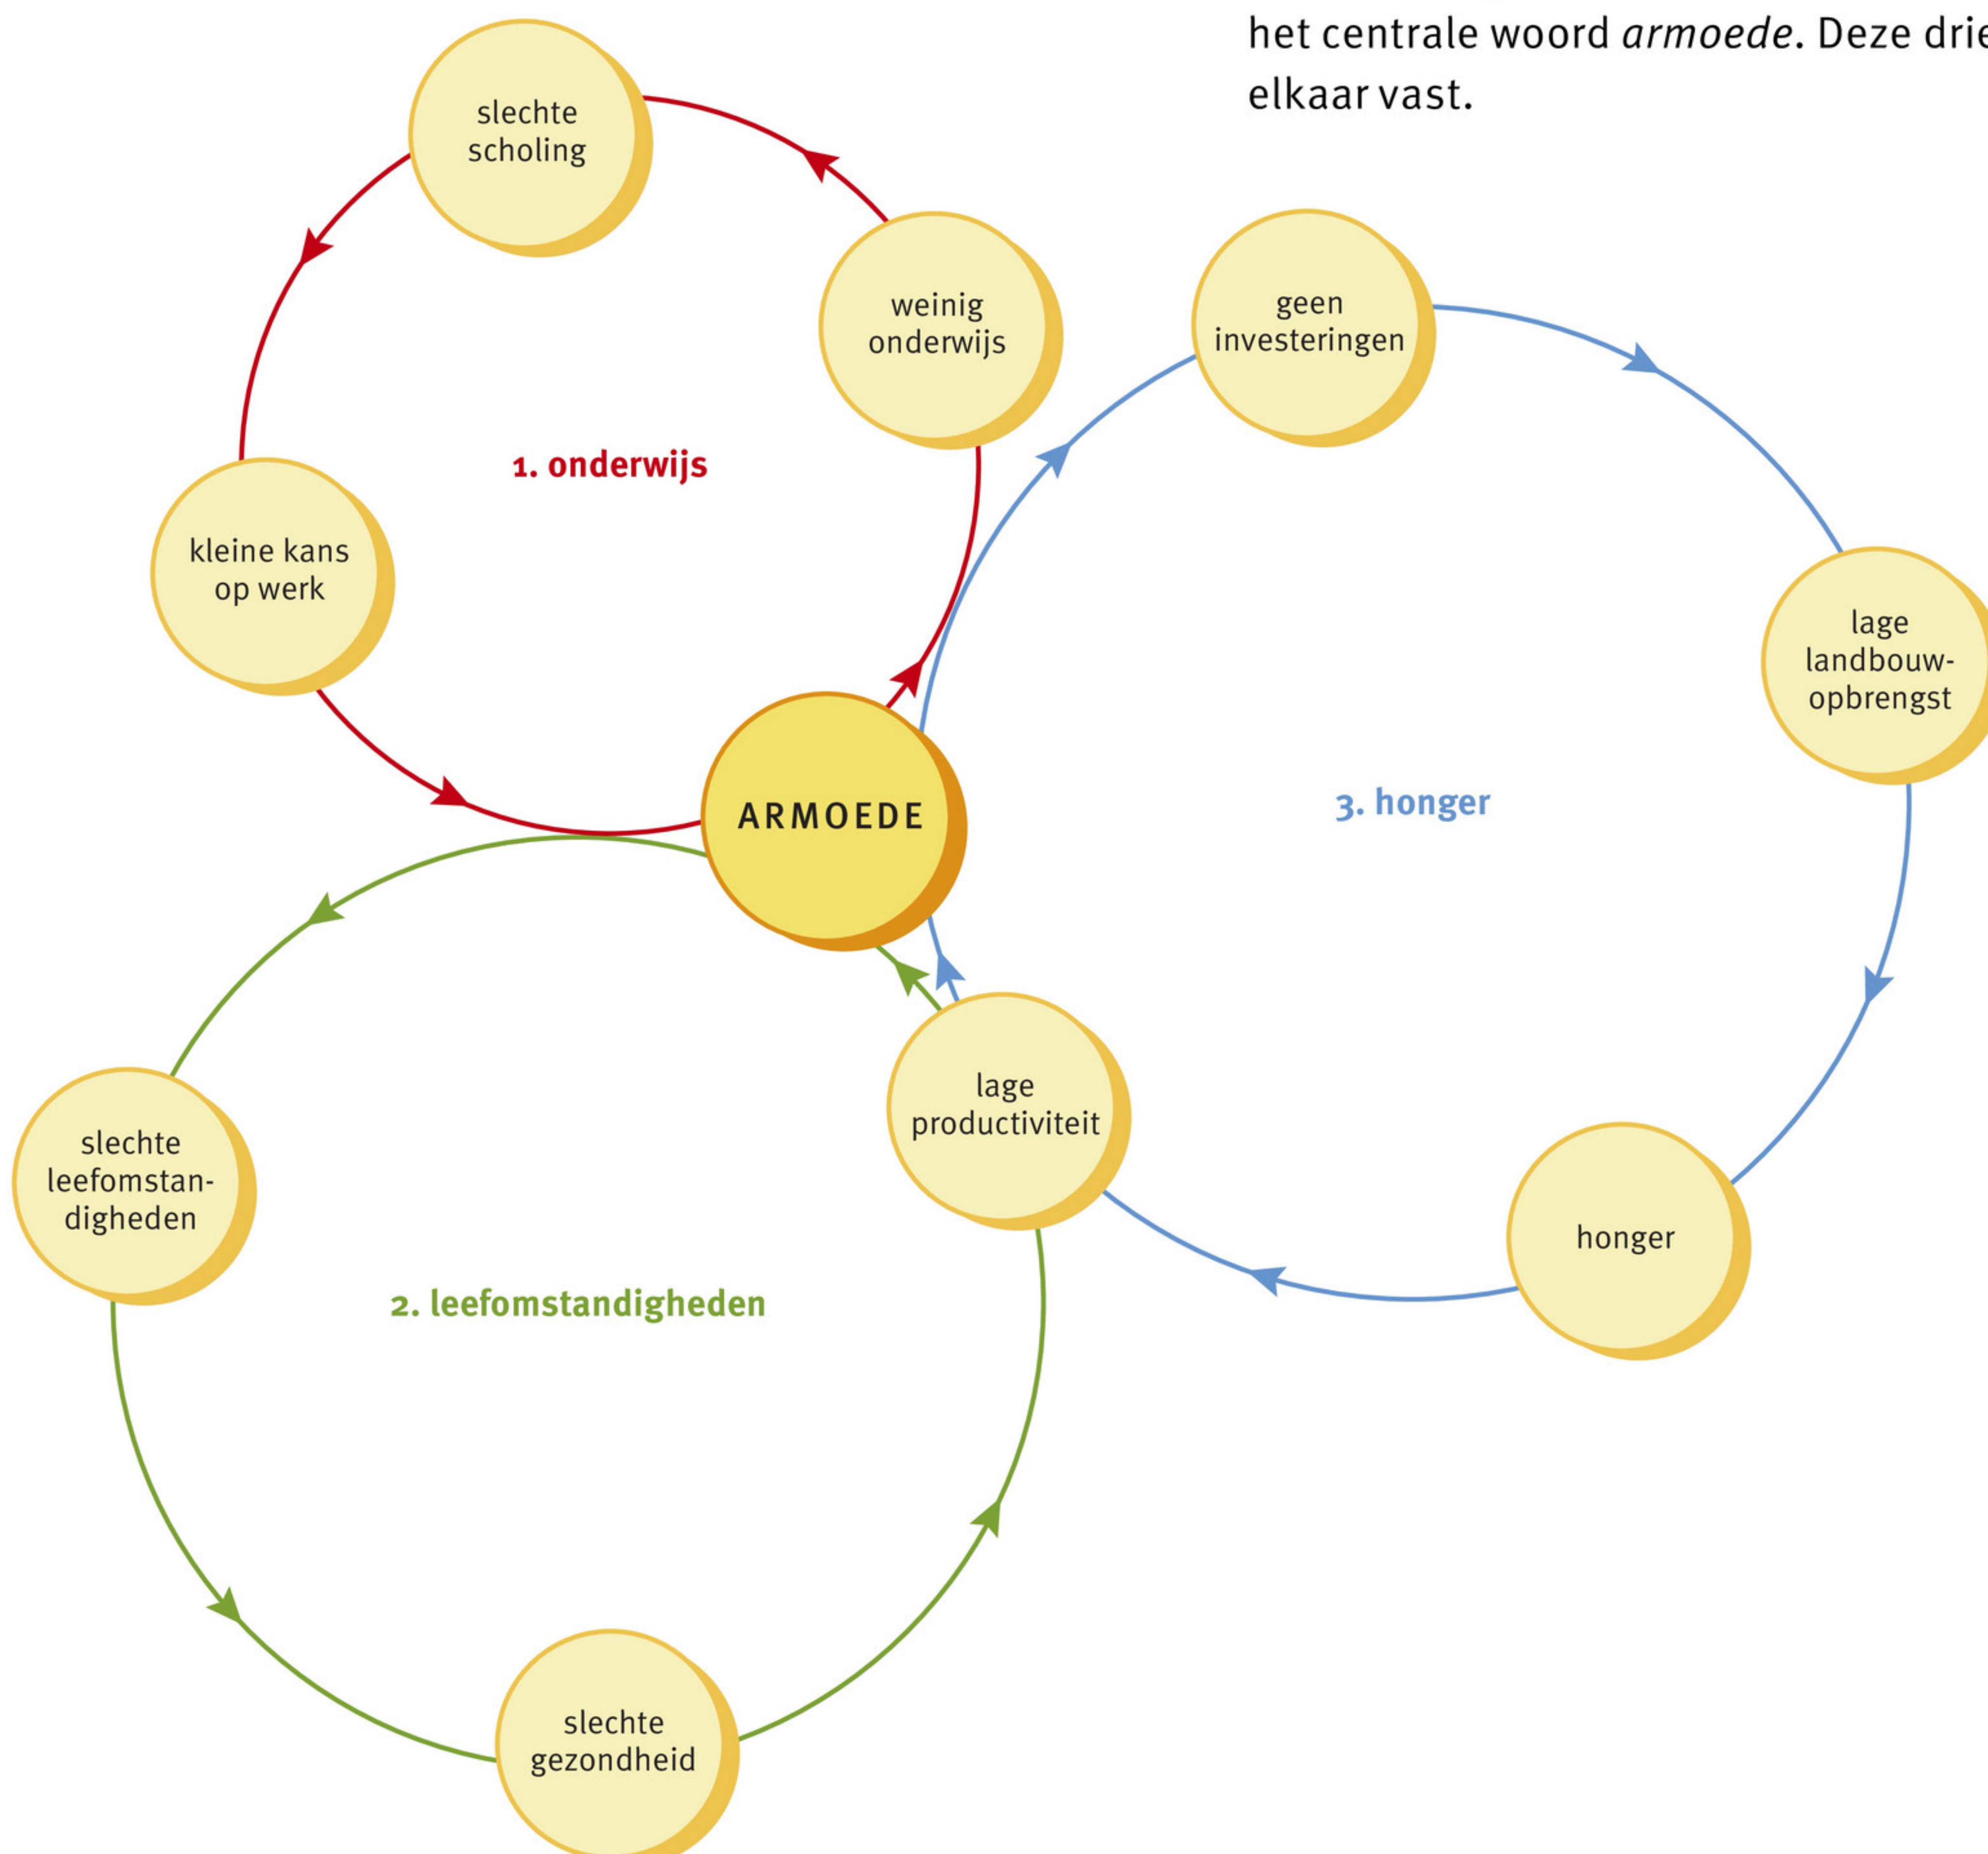 het centrale woord armoede. Deze drie
elkaar vast.
slechte
scholing
weinig
onderwijs
geen
investeringen
1. onderwijs
kleine kans
op werk
lage
landbouw-
opbrengst
ARMOEDE
3. honger
lage
productiviteit
slechte
leefomstan-
digheden
honger
2. leefomstandigheden
slechte
gezondheid